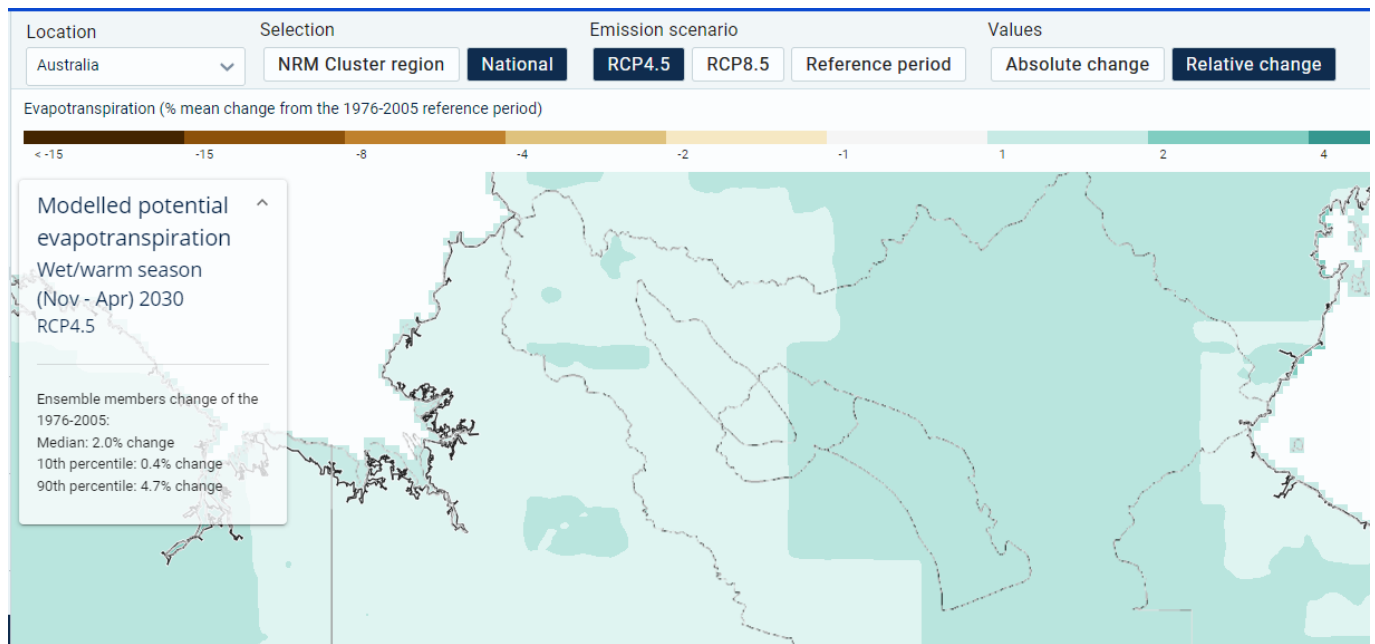 Location
Selection
Emission scenario
Values
Australia
NRM Cluster region
National
RCP4.5
RCP8.5
Reference period
Absolute change
Relative change
Evapotranspiration (% mean change from the 1976-2005 reference period)
< -15
-15
-8
-4
-2
-1
1
2
4
Modelled potential
evapotranspiration
Wet/warm season
(Nov - Apr) 2030
RCP4.5
Ensemble members change of the
1976-2005:
Median: 2.0% change
10th percentile: 0.4% change
90th percentile: 4.7% change